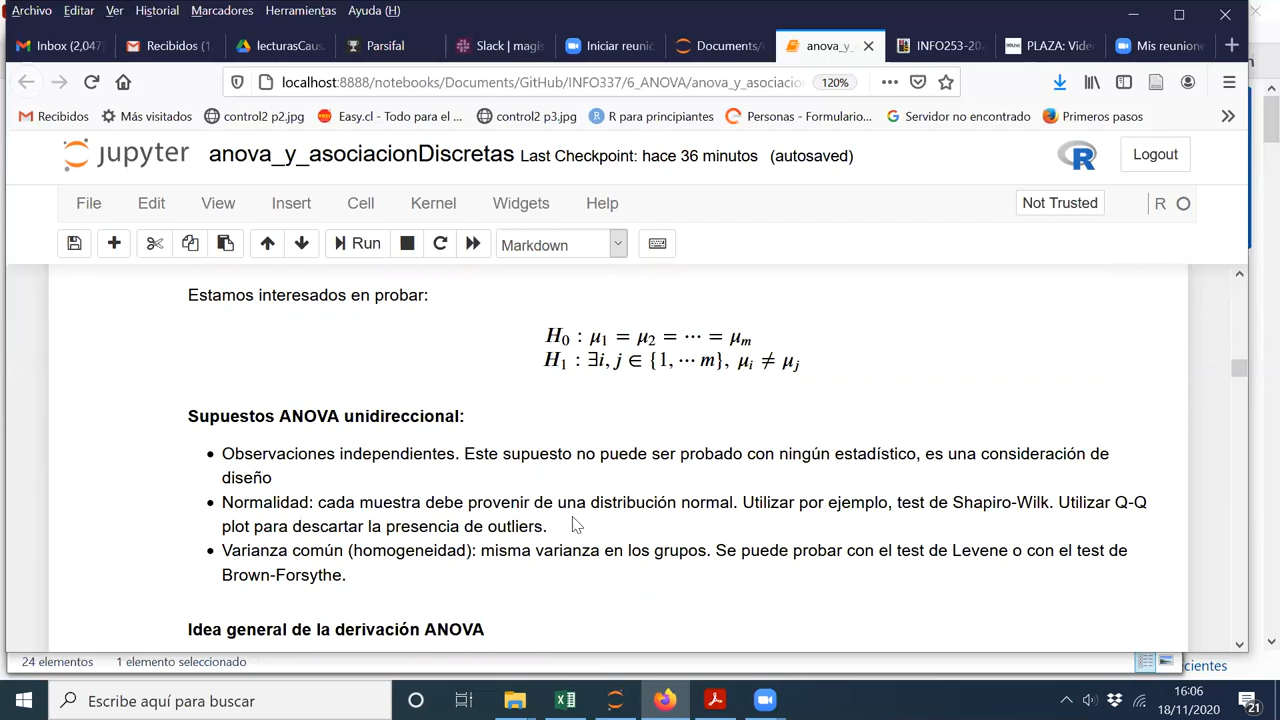 Archivo Editar Ver Historial Marcadores Herramientas Ayuda (H)
Inbox (2,047 Recibidos (1. lecturasCaus Parsifal Slack | magis Iniciar reuni Documents/ anova_y_ INFO253-20 PLAZA: Vide Mis reunione
localhost:8888/notebooks/Documents/GitHub/INFO337/6_ANOVA/anova_y_asociacio 120%
Recibidos Más visitados control2 p2.jpg Easy.cl - Todo para el ... control2 p3.jpg R para principiantes Personas - Formulario... Servidor no encontrado Primeros pasos
jupyter anova_y_asociacionDiscretas Last Checkpoint: hace 36 minutos (autosaved) R Logout
File Edit View Insert Cell Kernel Widgets Help Not Trusted R
Run Markdown
Estamos interesados en probar:
H₀ : μ₁ = μ₂ = ⋯ = μₘ
H₁ : ∃i, j ∈ {1, ⋯ m}, μᵢ ≠ μⱼ
Supuestos ANOVA unidireccional:
• Observaciones independientes. Este supuesto no puede ser probado con ningún estadístico, es una consideración de
diseño
• Normalidad: cada muestra debe provenir de una distribución normal. Utilizar por ejemplo, test de Shapiro-Wilk. Utilizar Q-Q
plot para descartar la presencia de outliers.
• Varianza común (homogeneidad): misma varianza en los grupos. Se puede probar con el test de Levene o con el test de
Brown-Forsythe.
Idea general de la derivación ANOVA
24 elementos 1 elemento seleccionado cientes
Escribe aquí para buscar 16:06
18/11/2020 21